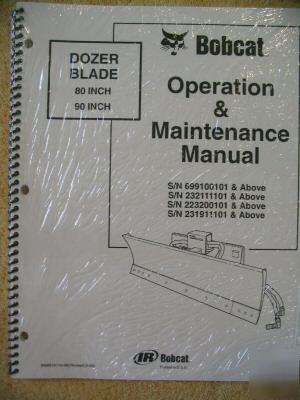 Bobcat
DOZER
BLADE
80 INCH
90 INCH
Operation
&
Maintenance
Manual
S/N 699100101 & Above
S/N 232111101 & Above
S/N 223200101 & Above
S/N 231911101 & Above
IR Bobcat